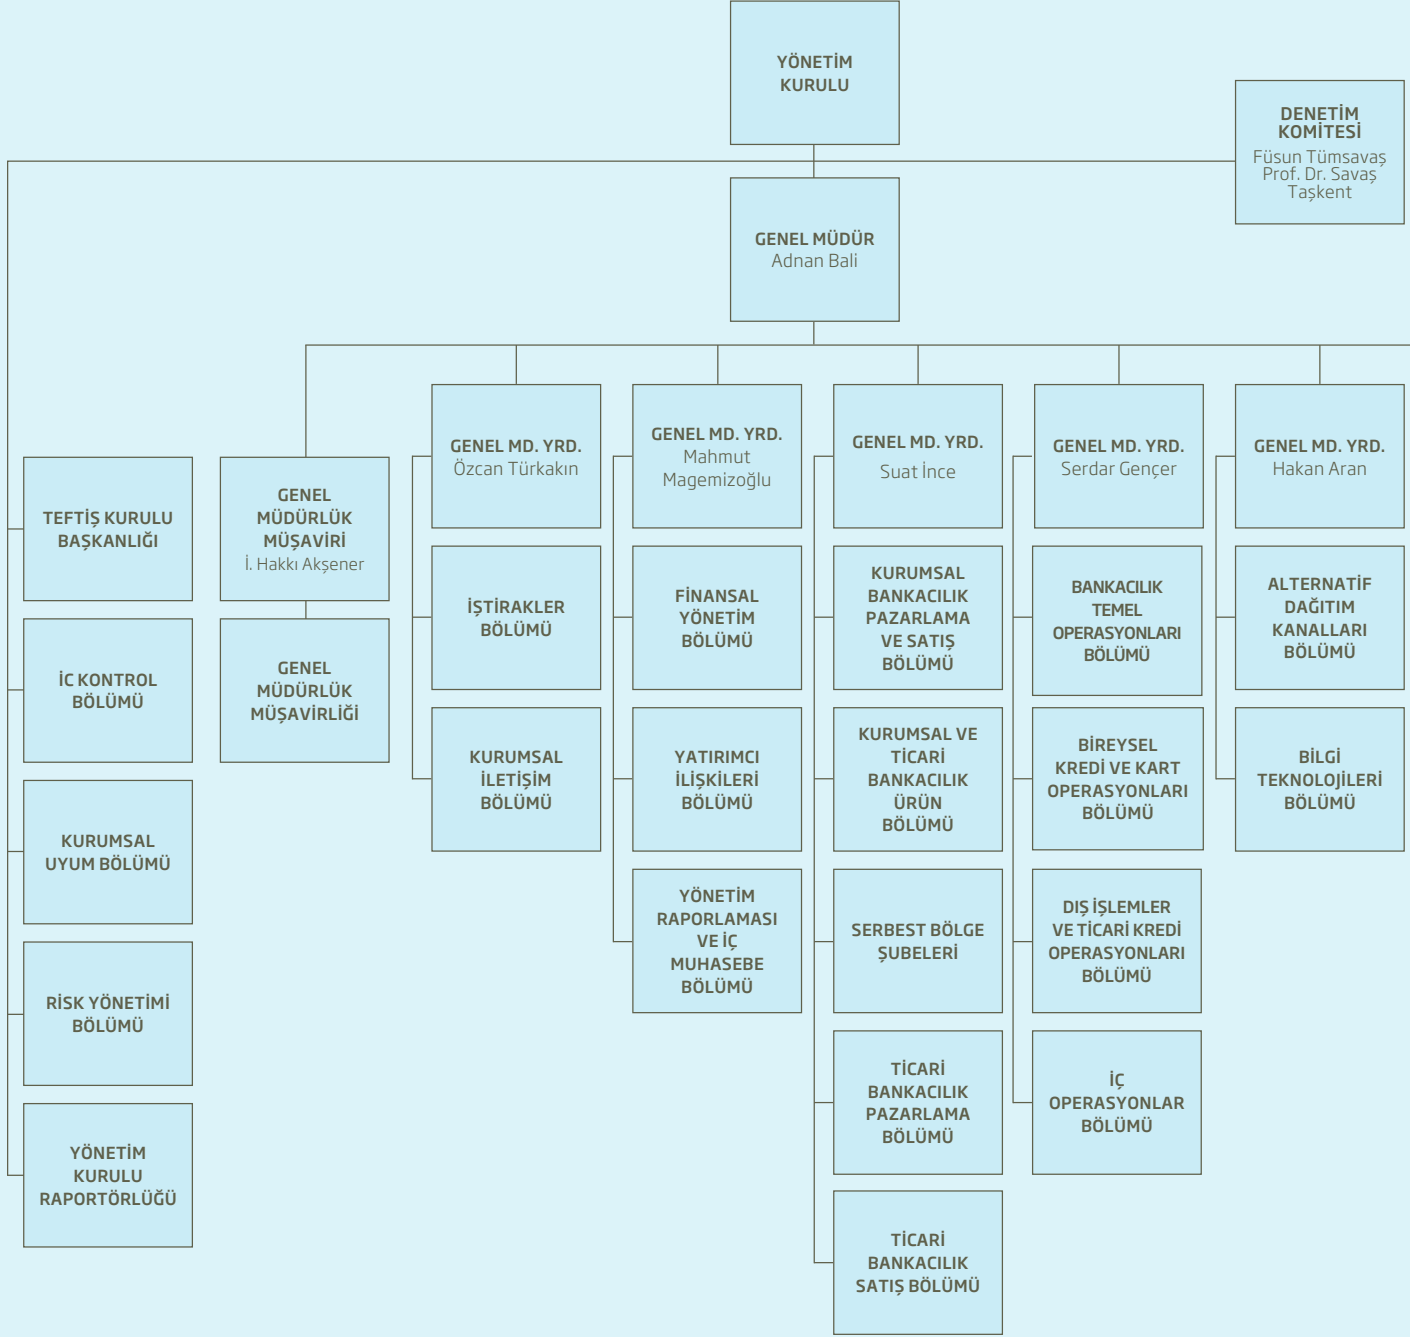 YÖNETİM
KURULU
DENETİM
KOMİTESİ
Füsun Tümsavaş
Prof. Dr. Savaş
Taşkent
GENEL MÜDÜR
Adnan Bali
TEFTİŞ KURULU
BAŞKANLIĞI
İC KONTROL
BÖLÜMÜ
KURUMSAL
UYUM BÖLÜMÜ
RİSK YÖNETİMİ
BÖLÜMÜ
YÖNETİM
KURULU
RAPORTÖRLÜĞÜ
GENEL
MÜDÜRLÜK
MÜŞAVİRİ
İ. Hakkı Akşener
GENEL
MÜDÜRLÜK
MÜŞAVİRLİĞİ
GENEL MD. YRD.
Özcan Türkakın
İŞTİRAKLER
BÖLÜMÜ
KURUMSAL
İLETİŞİM
BÖLÜMÜ
GENEL MD. YRD.
Mahmut
Magemizoğlu
FİNANSAL
YÖNETİM
BÖLÜMÜ
YATIRIMCI
İLİŞKİLERİ
BÖLÜMÜ
YÖNETİM
RAPORLAMASI
VE İÇ
MUHASEBE
BÖLÜMÜ
GENEL MD. YRD.
Suat İnce
KURUMSAL
BANKACILIK
PAZARLAMA
VE SATIŞ
BÖLÜMÜ
KURUMSAL VE
TİCARİ
BANKACILIK
ÜRÜN
BÖLÜMÜ
SERBEST BÖLGE
ŞUBELERİ
TİCARİ
BANKACILIK
PAZARLAMA
BÖLÜMÜ
TİCARİ
BANKACILIK
SATIŞ BÖLÜMÜ
GENEL MD. YRD.
Serdar Gençer
BANKACILIK
TEMEL
OPERASYONLARI
BÖLÜMÜ
BİREYSEL
KREDİ VE KART
OPERASYONLARI
BÖLÜMÜ
DIŞ İŞLEMLER
VE TİCARİ KREDİ
OPERASYONLARI
BÖLÜMÜ
İÇ
OPERASYONLAR
BÖLÜMÜ
GENEL MD. YRD.
Hakan Aran
ALTERNATİF
DAĞITIM
KANALLARI
BÖLÜMÜ
BİLGİ
TEKNOLOJİLERİ
BÖLÜMÜ